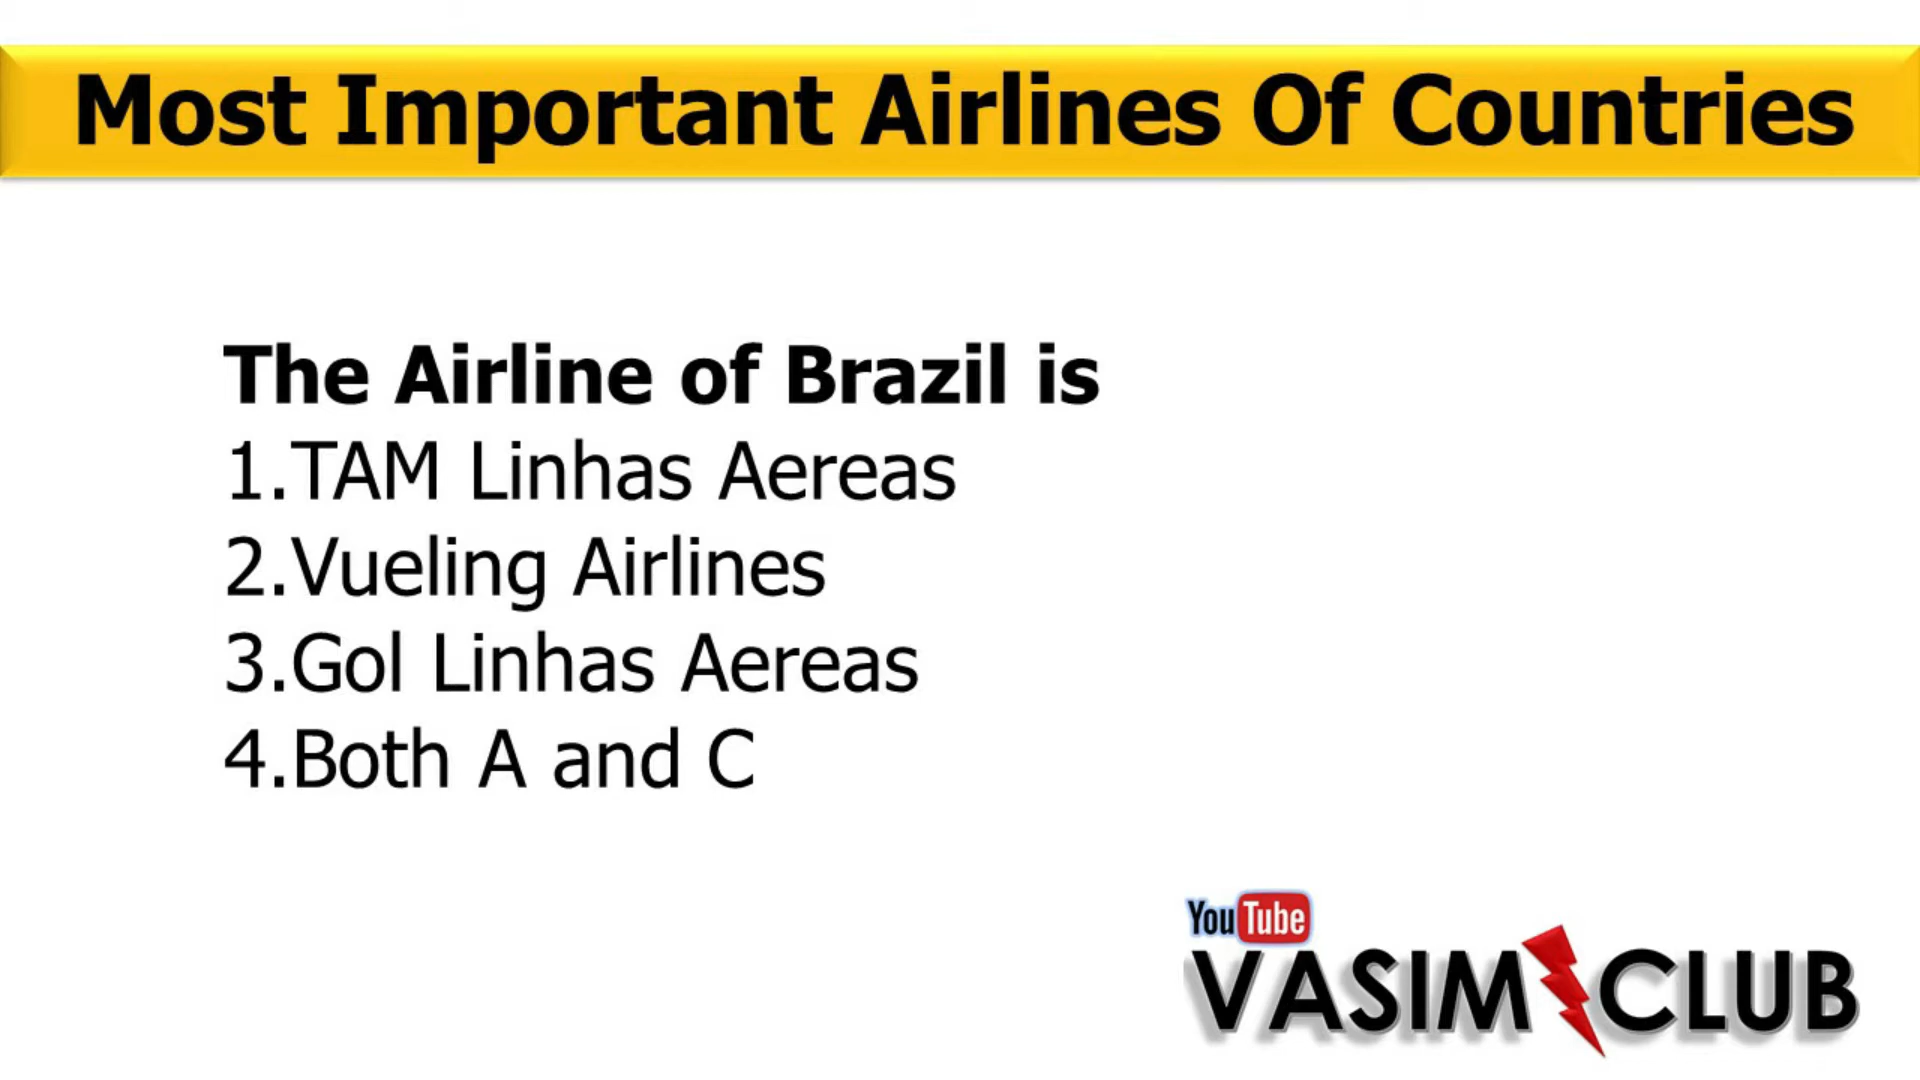 Most Important Airlines Of Countries
The Airline of Brazil is
1.TAM Linhas Aereas
2.Vueling Airlines
3.Gol Linhas Aereas
4.Both A and C
YouTube
VASIM CLUB